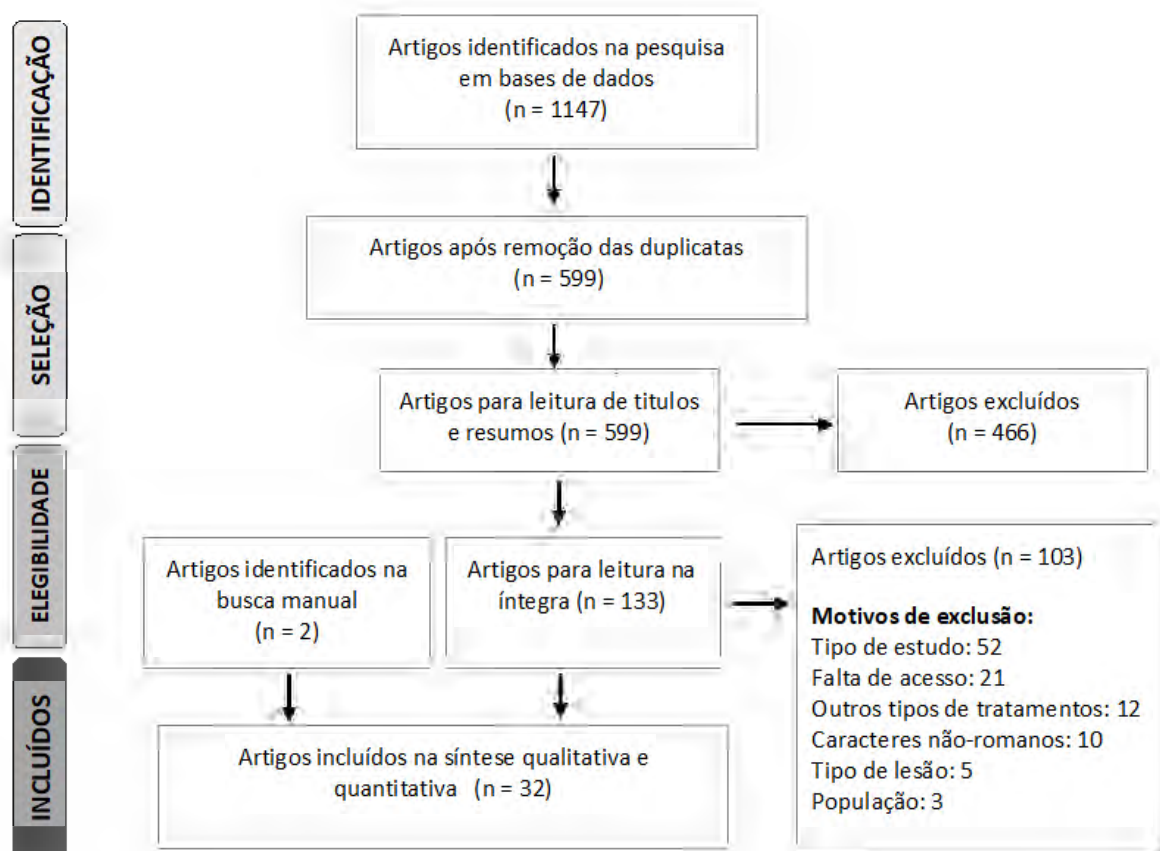 IDENTIFICAÇÃO
Artigos identificados na pesquisa
em bases de dados
(n = 1147)
SELEÇÃO
Artigos após remoção das duplicatas
(n = 599)
Artigos para leitura de titulos
e resumos (n = 599)
Artigos excluídos
(n = 466)
ELEGIBILIDADE
Artigos identificados na
busca manual
(n = 2)
Artigos para leitura na
íntegra (n = 133)
Artigos excluídos (n = 103)
Motivos de exclusão:
Tipo de estudo: 52
Falta de acesso: 21
Outros tipos de tratamentos: 12
Caracteres não-romanos: 10
Tipo de lesão: 5
População: 3
INCLUÍDOS
Artigos incluídos na síntese qualitativa e
quantitativa (n = 32)